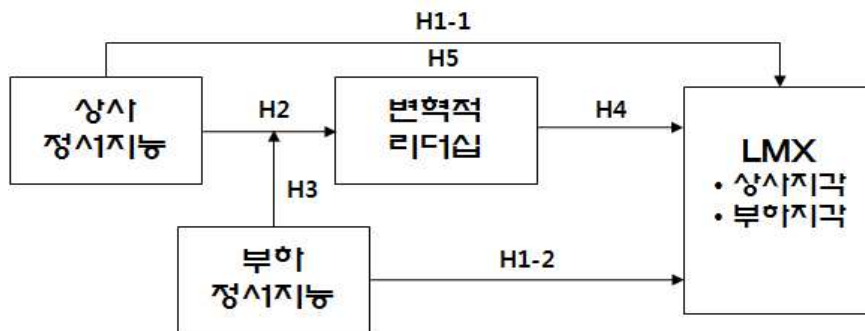 H1-1
H5
상사
정서지능
H2
변혁적
리더십
H4
LMX
• 상사지각
• 부하지각
H3
부하
정서지능
H1-2